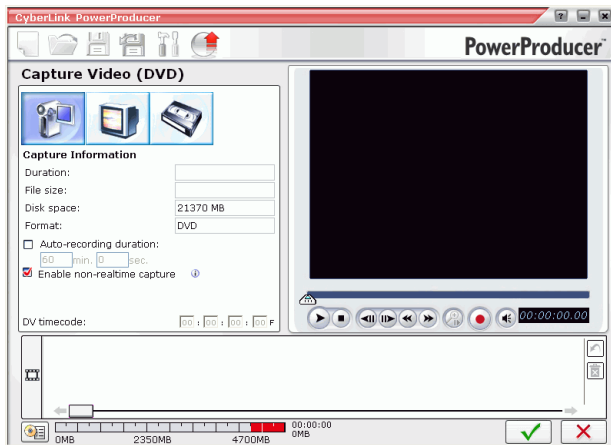 CyberLink PowerProducer
PowerProducer™
Capture Video (DVD)
Capture Information
Duration:
File size:
Disk space: 21370 MB
Format: DVD
Auto-recording duration:
60 min. 0 sec.
Enable non-realtime capture i
DV timecode: 00 : 00 : 00 : 00 F
00:00:00.00
00:00:00
0MB 2350MB 4700MB 0MB